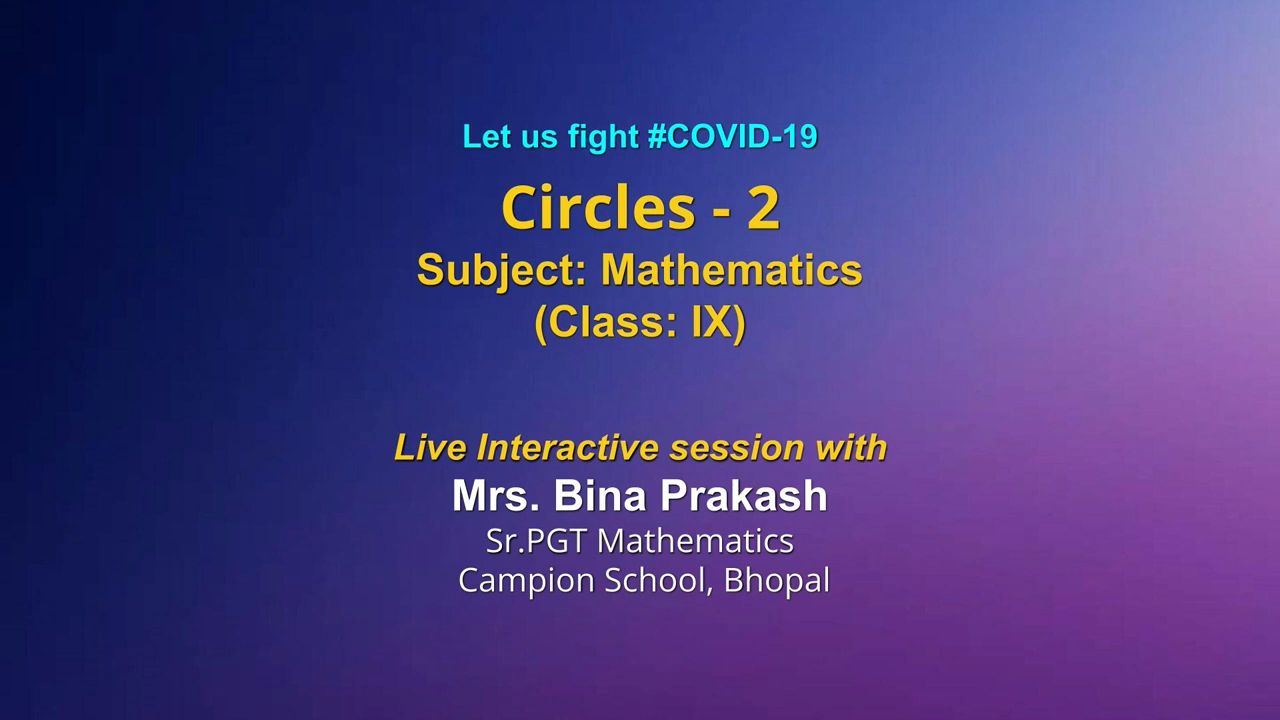 Let us fight #COVID-19
Circles - 2
Subject: Mathematics
(Class: IX)
Live Interactive session with
Mrs. Bina Prakash
Sr.PGT Mathematics
Campion School, Bhopal